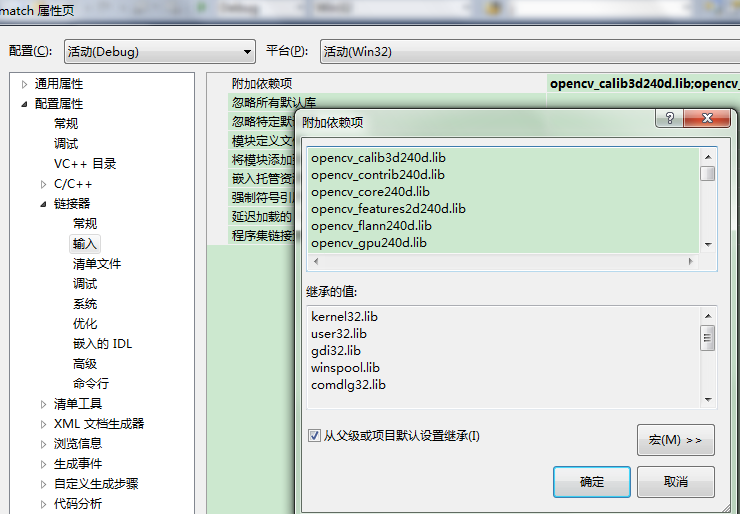 match 属性页
配置(C): 活动(Debug) 平台(P): 活动(Win32)
通用属性
配置属性
常规
调试
VC++ 目录
C/C++
链接器
常规
输入
清单文件
调试
系统
优化
嵌入的 IDL
高级
命令行
清单工具
XML 文档生成器
浏览信息
生成事件
自定义生成步骤
代码分析
附加依赖项 opencv_calib3d240d.lib;opencv_
忽略所有默认库
忽略特定默
模块定义文
将模块添加
嵌入托管资
强制符号引
延迟加载的
程序集链接
附加依赖项
opencv_calib3d240d.lib
opencv_contrib240d.lib
opencv_core240d.lib
opencv_features2d240d.lib
opencv_flann240d.lib
opencv_gpu240d.lib
继承的值:
kernel32.lib
user32.lib
gdi32.lib
winspool.lib
comdlg32.lib
从父级或项目默认设置继承(I)
宏(M) >>
确定 取消